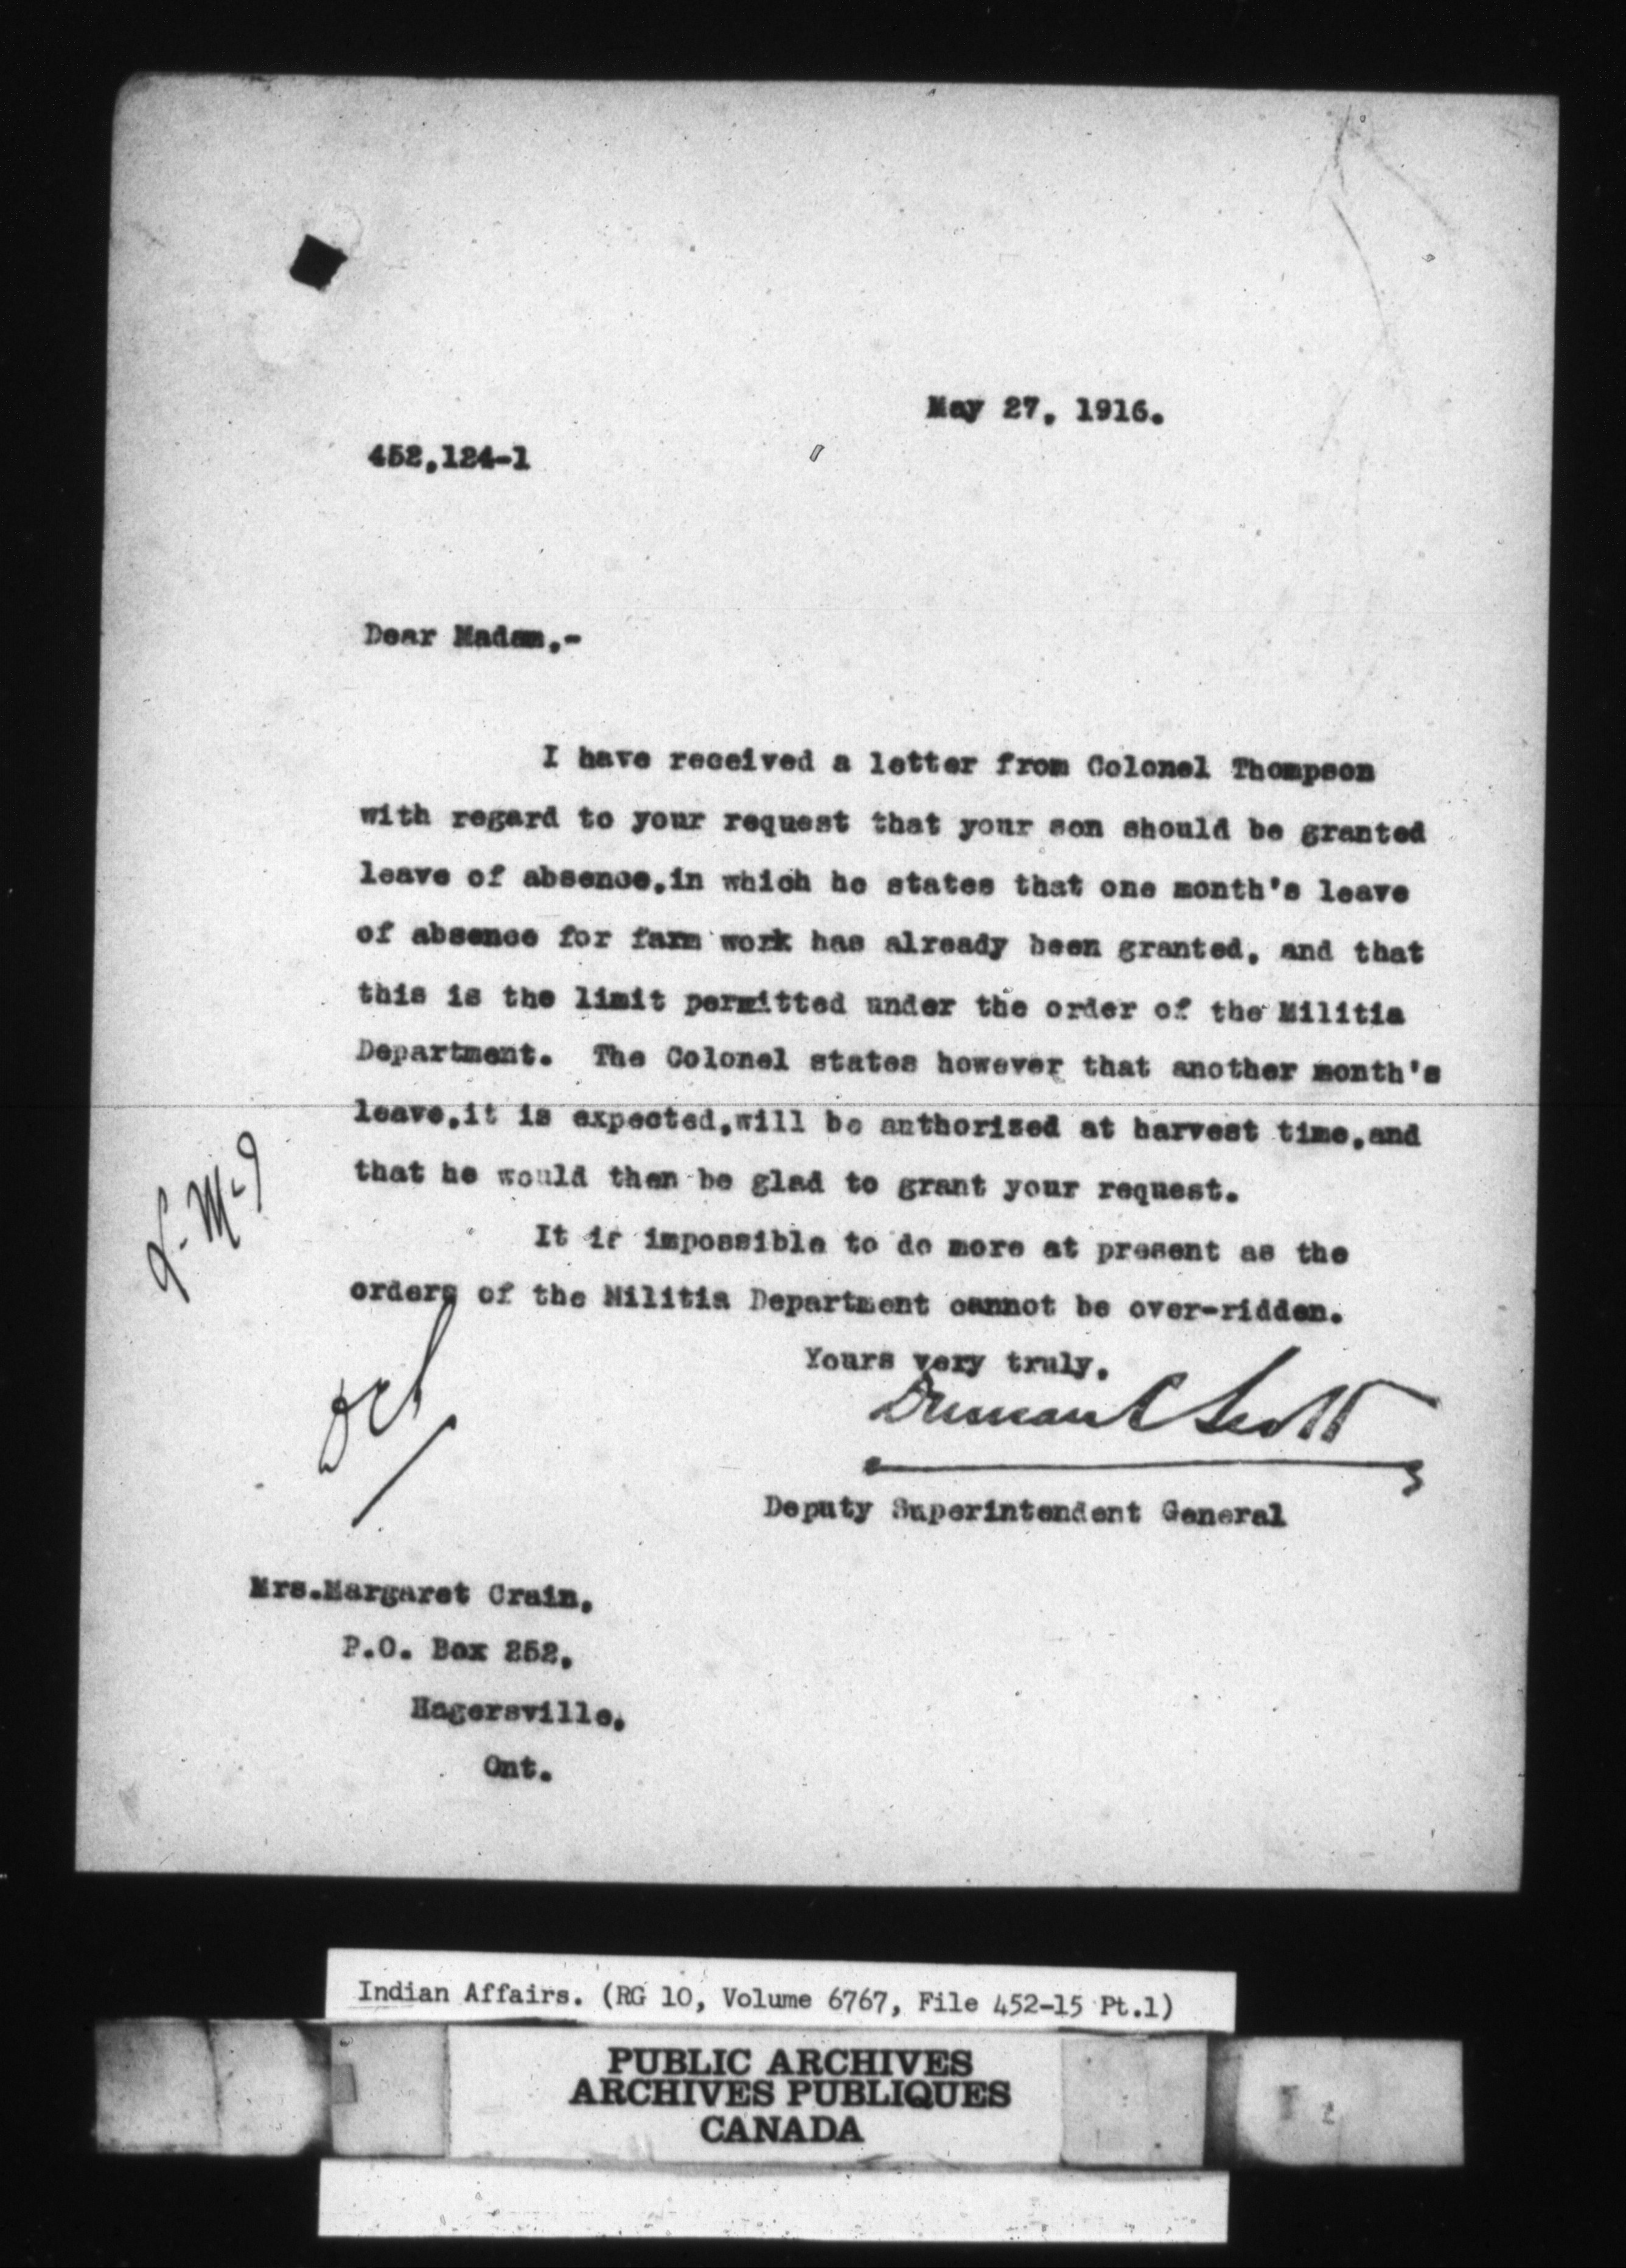 May 27, 1916.
452,124-1
Dear Madam,-
I have received a letter from Colonel Thompson
with regard to your request that your son should be granted
leave of absence,in which he states that one month's leave
of absence for farm work has already been granted, and that
this is the limit permitted under the order of the Militia
Department. The Colonel states however that another month's
leave,it is expected,will be authorized at harvest time,and
that he would then be glad to grant your request.
It is impossible to do more at present as the
orders of the Militia Department cannot be over-ridden.
Yours very truly,
Duncan C Scott
Deputy Superintendent General
Mrs.Margaret Crain,
P.O. Box 252,
Hagersville,
Ont.
Indian Affairs. (RG 10, Volume 6767, File 452-15 Pt.1)
PUBLIC ARCHIVES
ARCHIVES PUBLIQUES
CANADA